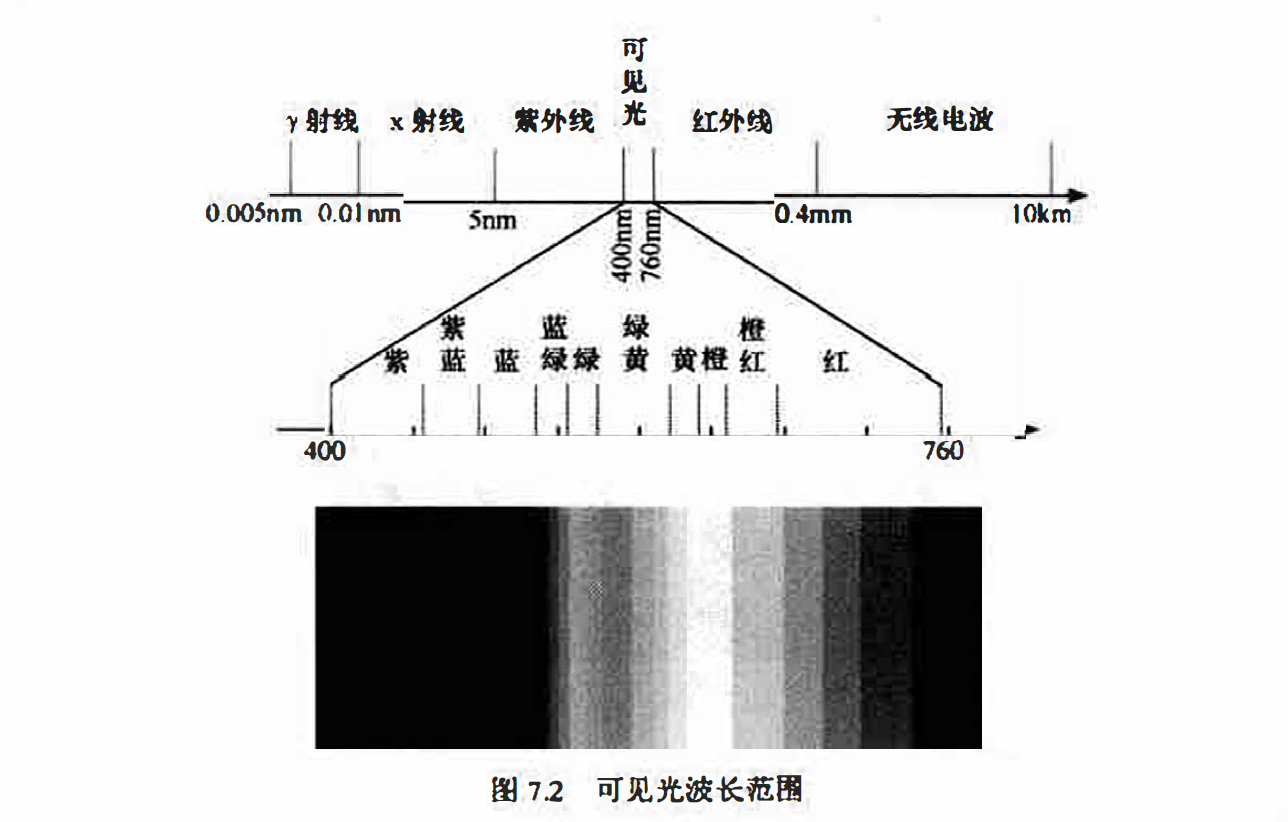 可见光
γ射线 x射线 紫外线 红外线 无线电波
0.005nm 0.01nm 5nm 400nm 760nm 0.4mm 10km
紫 紫蓝 蓝 蓝绿 绿 绿黄 黄 橙 橙红 红
400 760
图 7.2 可见光波长范围